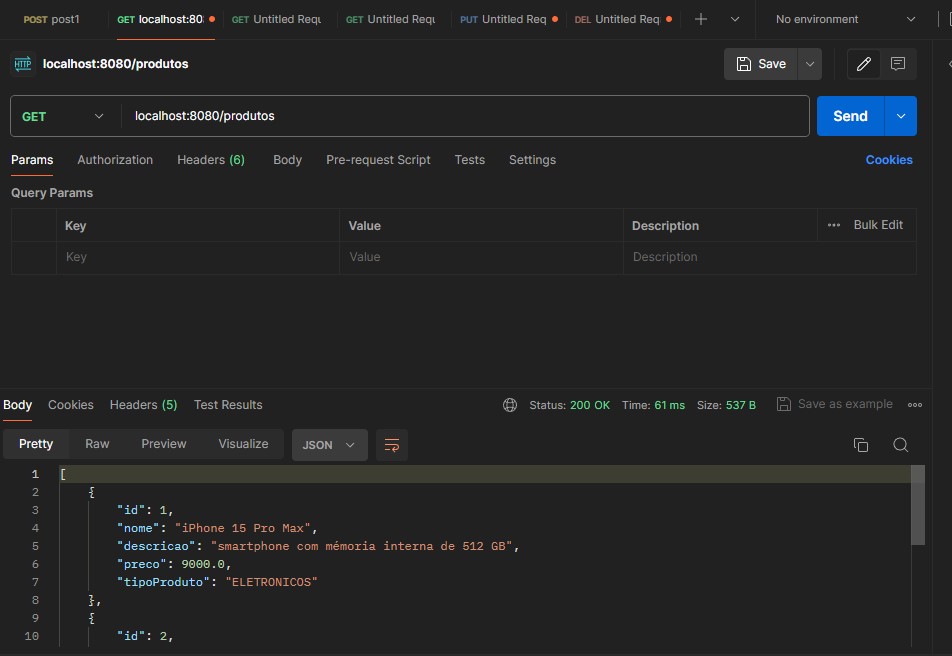 POST post1 GET localhost:80 GET Untitled Requ GET Untitled Requ PUT Untitled Req DEL Untitled Req No environment
HTTP localhost:8080/produtos Save
GET localhost:8080/produtos Send
Params Authorization Headers (6) Body Pre-request Script Tests Settings Cookies
Query Params
Key Value Description ••• Bulk Edit
Key Value Description
Body Cookies Headers (5) Test Results Status: 200 OK Time: 61 ms Size: 537 B Save as example
Pretty Raw Preview Visualize JSON
1 [
2 {
3 "id": 1,
4 "nome": "iPhone 15 Pro Max",
5 "descricao": "smartphone com mémoria interna de 512 GB",
6 "preco": 9000.0,
7 "tipoProduto": "ELETRONICOS"
8 },
9 {
10 "id": 2,